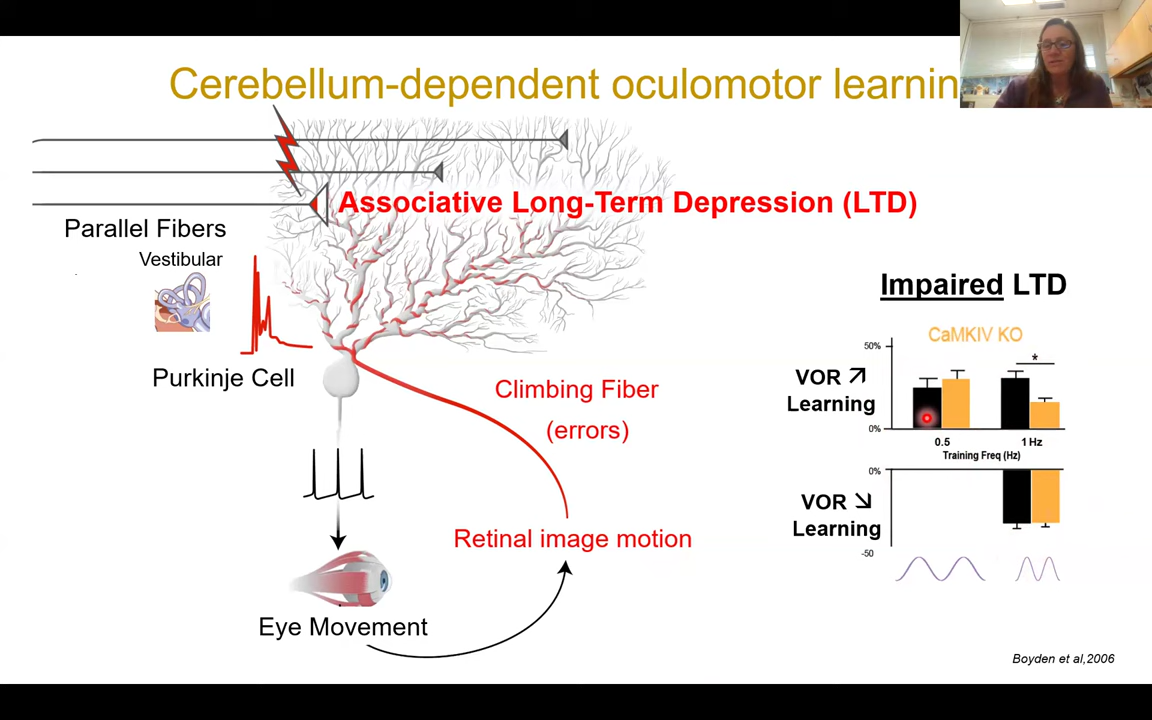 Cerebellum-dependent oculomotor learnin
Associative Long-Term Depression (LTD)
Parallel Fibers
Vestibular
Purkinje Cell
Climbing Fiber
(errors)
Retinal image motion
Eye Movement
Impaired LTD
CaMKIV KO
50%
*
VOR ↗
Learning
0%
0.5
1 Hz
Training Freq (Hz)
0%
VOR ↘
Learning
-50
Boyden et al,2006